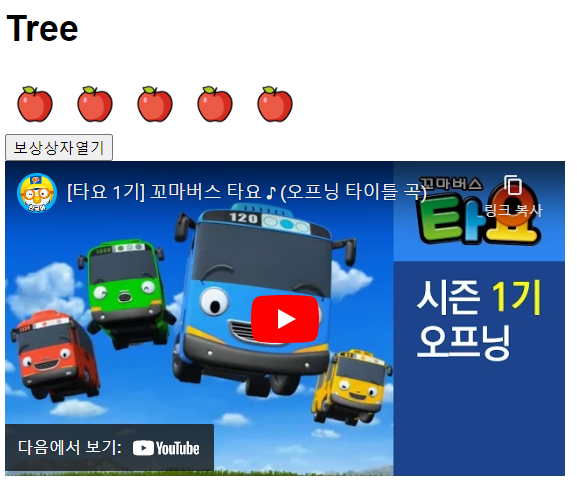 Tree
보상상자열기
[타요 1기] 꼬마버스 타요♪(오프닝 타이틀 곡)
링크 복사
꼬마버스
타요
120
시즌 1기
오프닝
다음에서 보기: YouTube